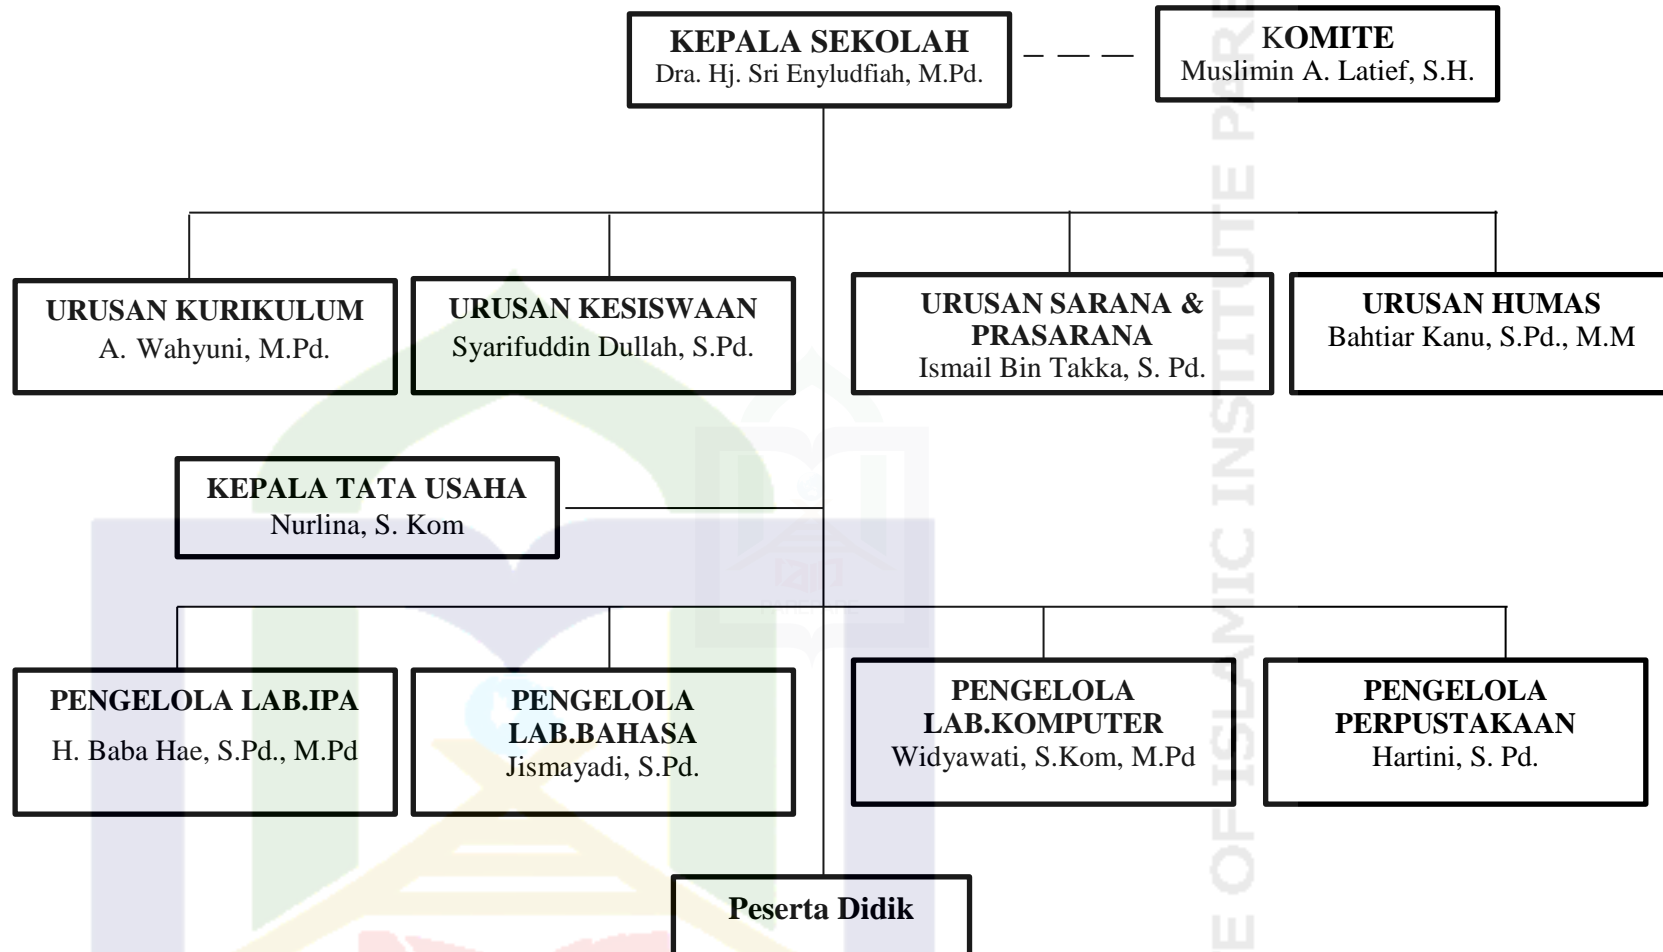 KEPALA SEKOLAH
Dra. Hj. Sri Enyludfiah, M.Pd.
KOMITE
Muslimin A. Latief, S.H.
URUSAN KURIKULUM
A. Wahyuni, M.Pd.
URUSAN KESISWAAN
Syarifuddin Dullah, S.Pd.
URUSAN SARANA &
PRASARANA
Ismail Bin Takka, S. Pd.
URUSAN HUMAS
Bahtiar Kanu, S.Pd., M.M
KEPALA TATA USAHA
Nurlina, S. Kom
PENGELOLA LAB.IPA
H. Baba Hae, S.Pd., M.Pd
PENGELOLA
LAB.BAHASA
Jismayadi, S.Pd.
PENGELOLA
LAB.KOMPUTER
Widyawati, S.Kom, M.Pd
PENGELOLA
PERPUSTAKAAN
Hartini, S. Pd.
Peserta Didik
OF ISLAMIC INSTITUTE